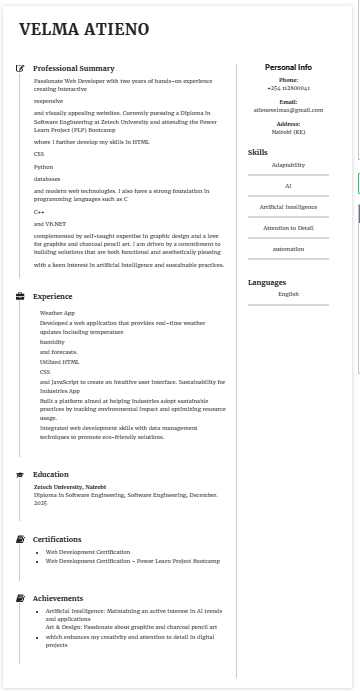 VELMA ATIENO
Professional Summary
Passionate Web Developer with two years of hands-on experience
creating interactive
responsive
and visually appealing websites. Currently pursuing a Diploma in
Software Engineering at Zetech University and attending the Power
Learn Project (PLP) Bootcamp
where I further develop my skills in HTML
CSS
Python
databases
and modern web technologies. I also have a strong foundation in
programming languages such as C
C++
and VB.NET
complemented by self-taught expertise in graphic design and a love
for graphite and charcoal pencil art. I am driven by a commitment to
building solutions that are both functional and aesthetically pleasing
with a keen interest in artificial intelligence and sustainable practices.
Experience
Weather App
Developed a web application that provides real-time weather
updates including temperature
humidity
and forecasts.
Utilized HTML
CSS
and JavaScript to create an intuitive user interface. Sustainability for
Industries App
Built a platform aimed at helping industries adopt sustainable
practices by tracking environmental impact and optimizing resource
usage.
Integrated web development skills with data management
techniques to promote eco-friendly solutions.
Education
Zetech University, Nairobi
Diploma in Software Engineering, Software Engineering, December,
2025
Certifications
Web Development Certification
Web Development Certification - Power Learn Project Bootcamp
Achievements
Artificial Intelligence: Maintaining an active interest in AI trends
and applications
Art & Design: Passionate about graphite and charcoal pencil art
which enhances my creativity and attention to detail in digital
projects
Personal Info
Phone:
+254 112800041
Email:
atienovelmas@gmail.com
Address:
Nairobi (KE)
Skills
Adaptability
AI
Artificial Intelligence
Attention to Detail
automation
Languages
English